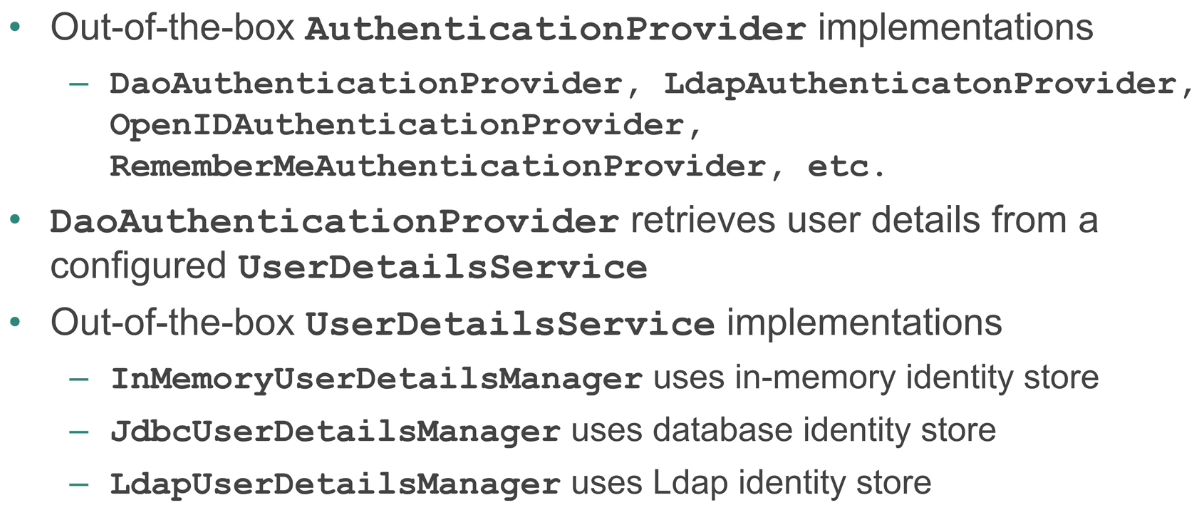 • Out-of-the-box AuthenticationProvider implementations
– DaoAuthenticationProvider, LdapAuthenticatonProvider,
OpenIDAuthenticationProvider,
RememberMeAuthenticationProvider, etc.
• DaoAuthenticationProvider retrieves user details from a
configured UserDetailsService
• Out-of-the-box UserDetailsService implementations
– InMemoryUserDetailsManager uses in-memory identity store
– JdbcUserDetailsManager uses database identity store
– LdapUserDetailsManager uses Ldap identity store